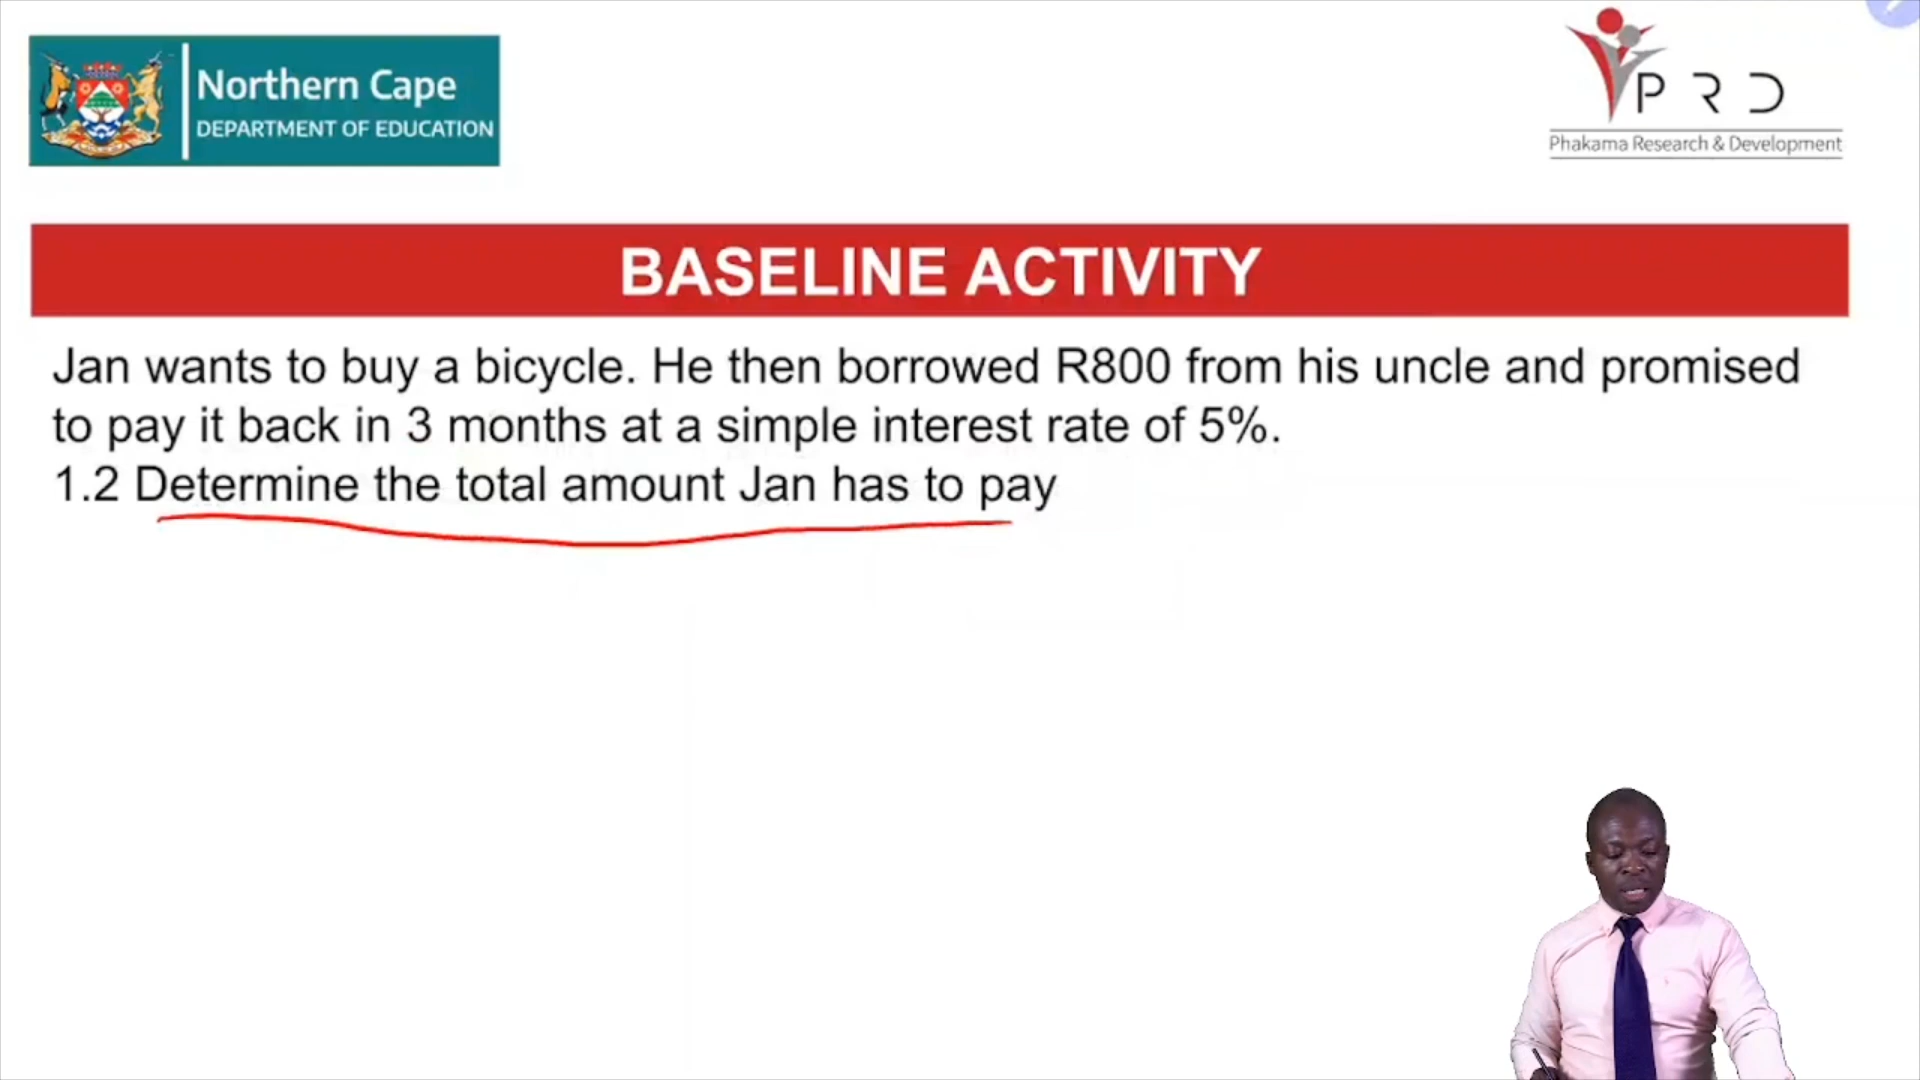 Northern Cape
DEPARTMENT OF EDUCATION
PRD
Phakama Research & Development
BASELINE ACTIVITY
Jan wants to buy a bicycle. He then borrowed R800 from his uncle and promised
to pay it back in 3 months at a simple interest rate of 5%.
1.2 Determine the total amount Jan has to pay